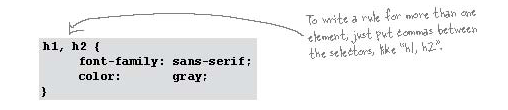 h1, h2 {
font-family: sans-serif;
color: gray;
}
To write a rule for more than one
element, just put commas between
the selectors, like "h1, h2".